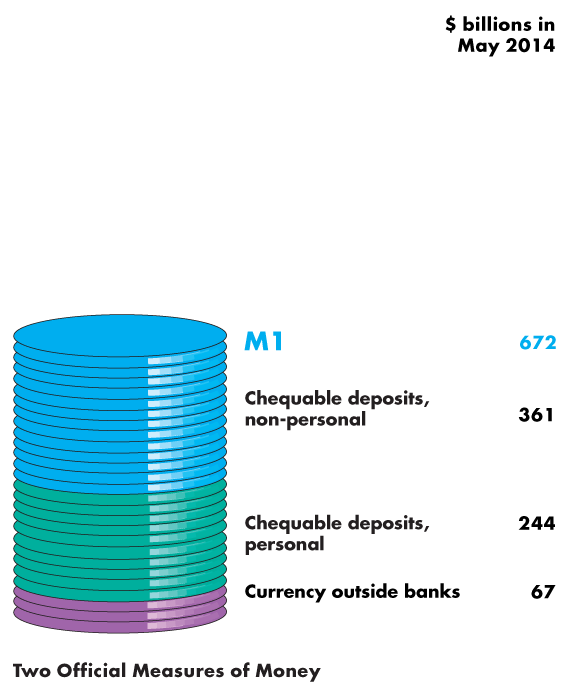 $ billions in
May 2014
M1 672
Chequable deposits,
non-personal 361
Chequable deposits, 244
personal
Currency outside banks 67
Two Official Measures of Money